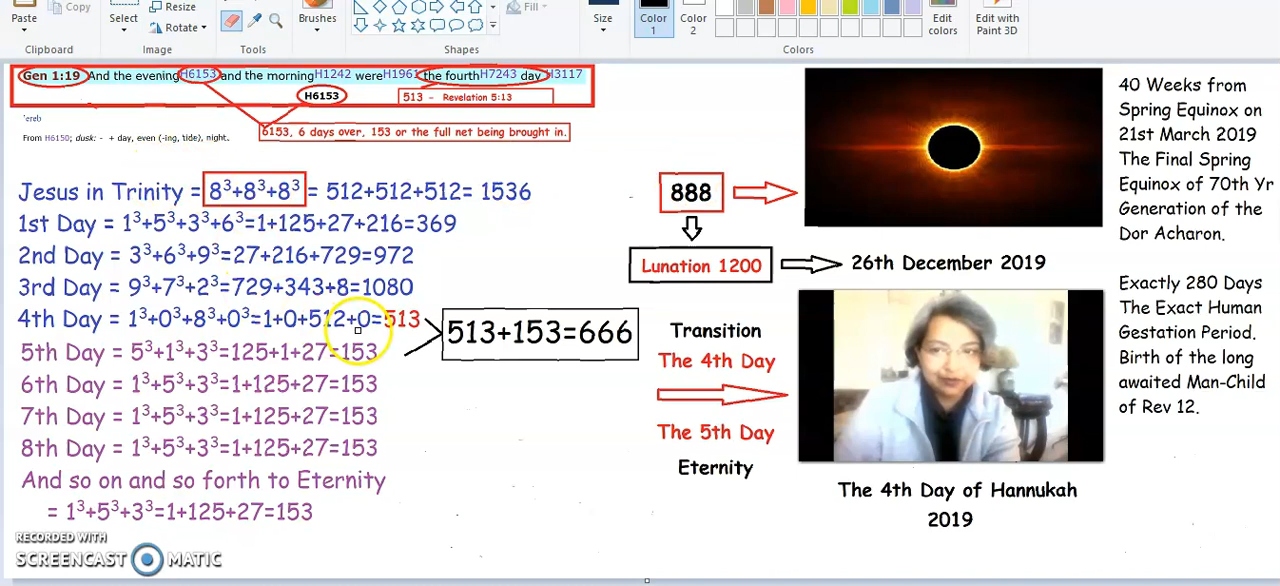 Paste
Copy
Select
Resize
Rotate
Brushes
Fill
Size
Color
1
Color
2
Edit
colors
Edit with
Paint 3D
Clipboard
Image
Tools
Shapes
Colors
Gen 1:19 And the evening H6153 and the morning H1242 were H1961 the fourth H7243 day H3117
H6153
513 - Revelation 5:13
'ereb
From H6150; dusk: - + day, even (-ing, tide), night.
6153, 6 days over, 153 or the full net being brought in.
Jesus in Trinity = 8³+8³+8³ = 512+512+512= 1536
1st Day = 1³+5³+3³+6³=1+125+27+216=369
2nd Day = 3³+6³+9³=27+216+729=972
3rd Day = 9³+7³+2³=729+343+8=1080
4th Day = 1³+0³+8³+0³=1+0+512+0=513
5th Day = 5³+1³+3³=125+1+27=153
6th Day = 1³+5³+3³=1+125+27=153
7th Day = 1³+5³+3³=1+125+27=153
8th Day = 1³+5³+3³=1+125+27=153
And so on and so forth to Eternity
= 1³+5³+3³=1+125+27=153
513+153=666
888
Lunation 1200
26th December 2019
Transition
The 4th Day
The 5th Day
Eternity
The 4th Day of Hannukah
2019
40 Weeks from
Spring Equinox on
21st March 2019
The Final Spring
Equinox of 70th Yr
Generation of the
Dor Acharon.
Exactly 280 Days
The Exact Human
Gestation Period.
Birth of the long
awaited Man-Child
of Rev 12.
RECORDED WITH
SCREENCAST MATIC